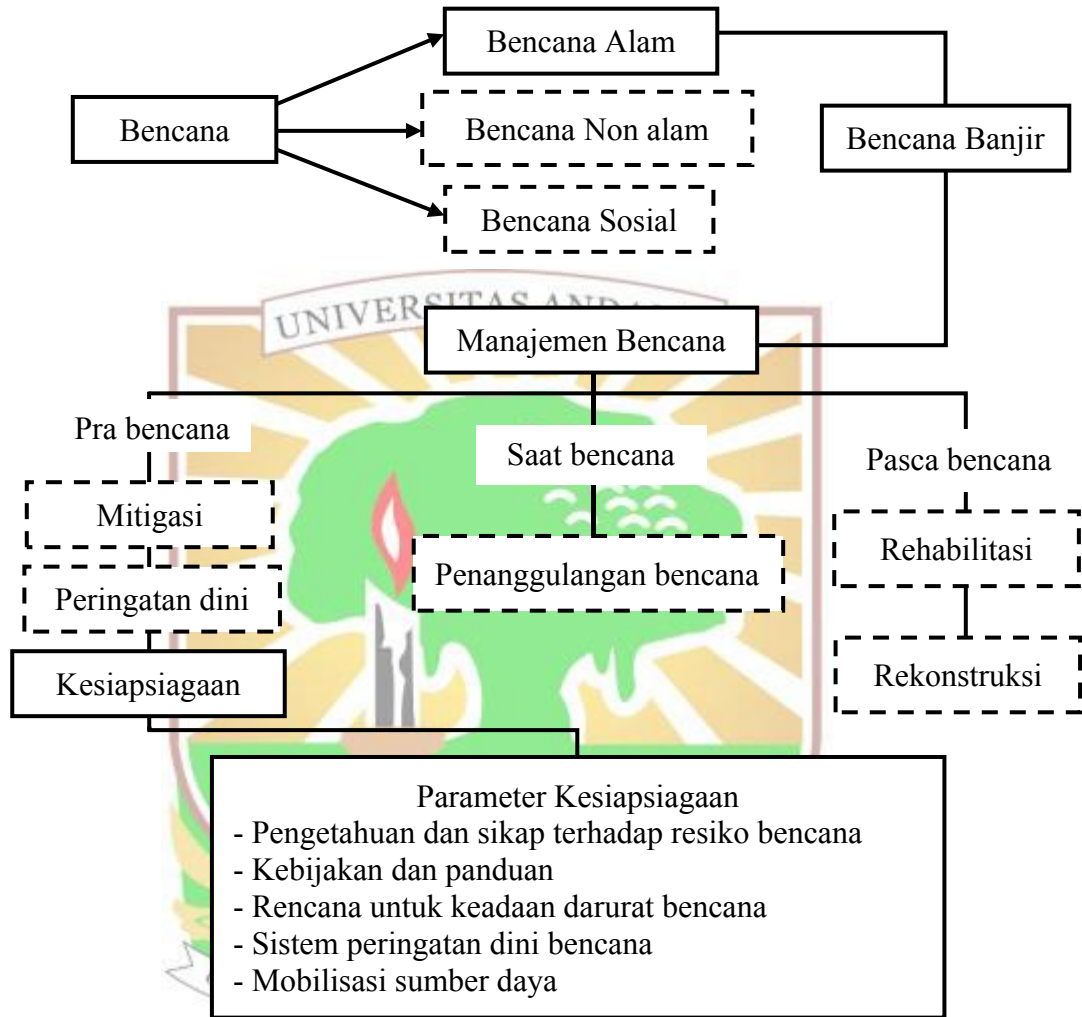 Bencana Alam
Bencana
Bencana Non alam
Bencana Banjir
Bencana Sosial
UNIVERSITAS
Manajemen Bencana
Pra bencana
Saat bencana
Pasca bencana
Mitigasi
Rehabilitasi
Penanggulangan bencana
Peringatan dini
Kesiapsiagaan
Rekonstruksi
Parameter Kesiapsiagaan
- Pengetahuan dan sikap terhadap resiko bencana
- Kebijakan dan panduan
- Rencana untuk keadaan darurat bencana
- Sistem peringatan dini bencana
- Mobilisasi sumber daya